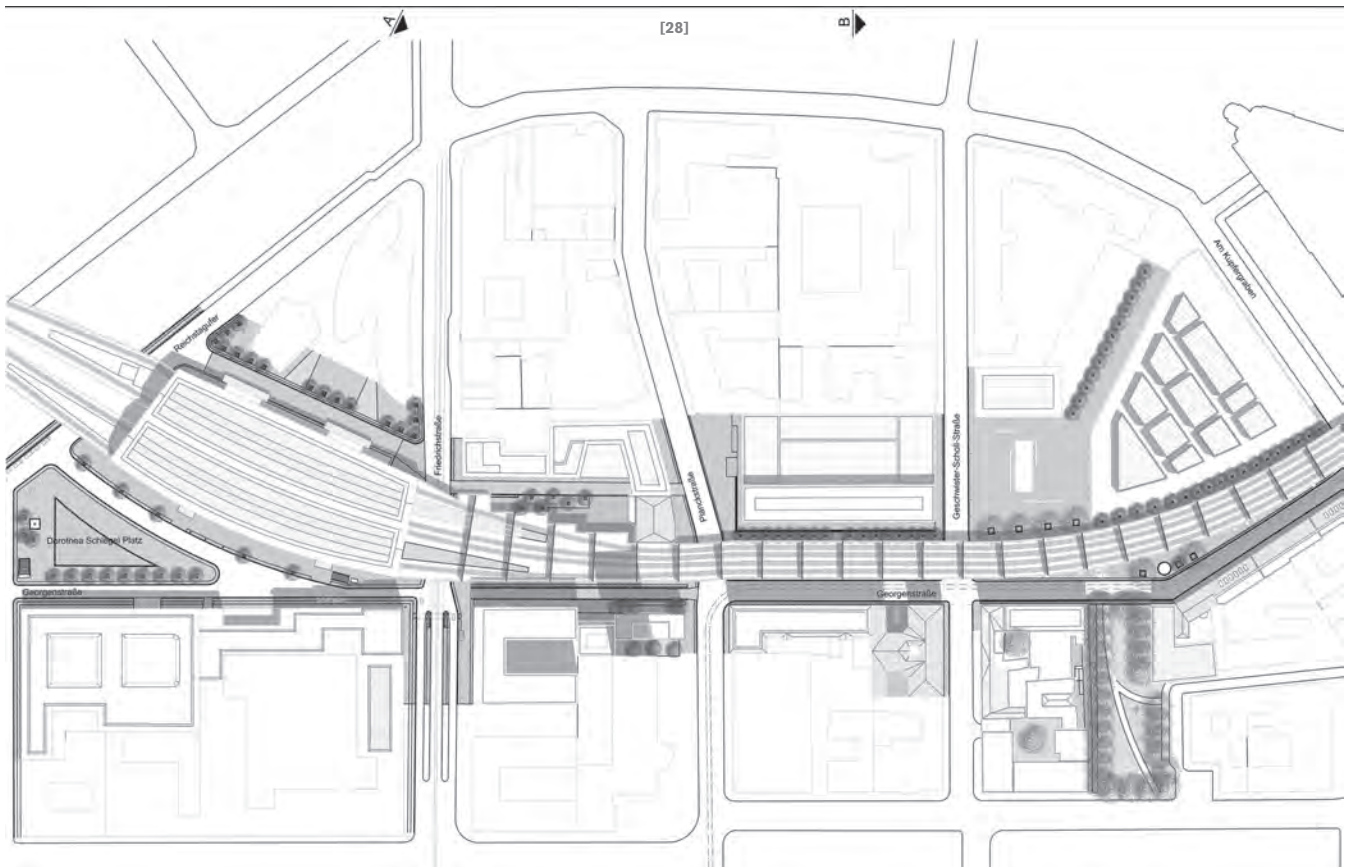 A
[28]
B
Am Kupfergraben
Reichstagufer
Friedrichstraße
Planckstraße
Geschwister-Scholl-Straße
Dorothea Schlegel Platz
Georgenstraße
Georgenstraße